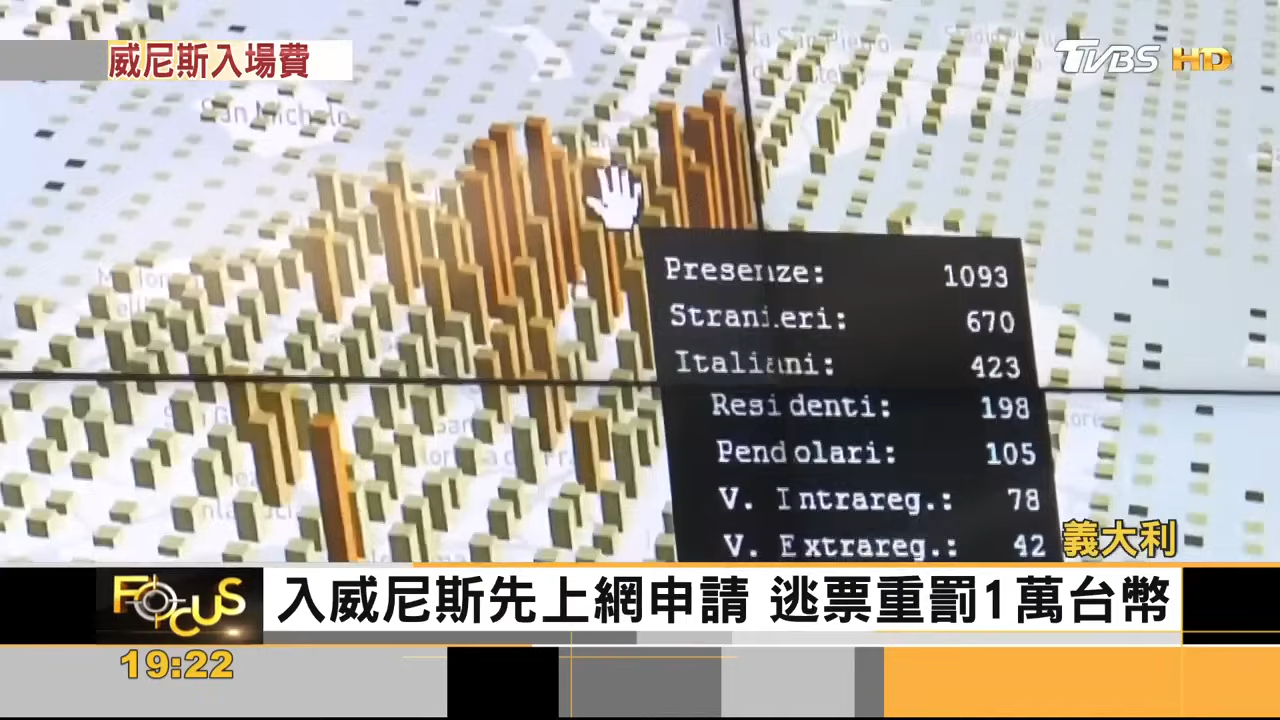 威尼斯入場費
TVBS HD
San Michele
Presenze: 1093
Stranieri: 670
Italiani: 423
Residenti: 198
Pendolari: 105
V. Intrareg.: 78
V. Extrareg.: 42
義大利
FOCUS
入威尼斯先上網申請 逃票重罰1萬台幣
19:22